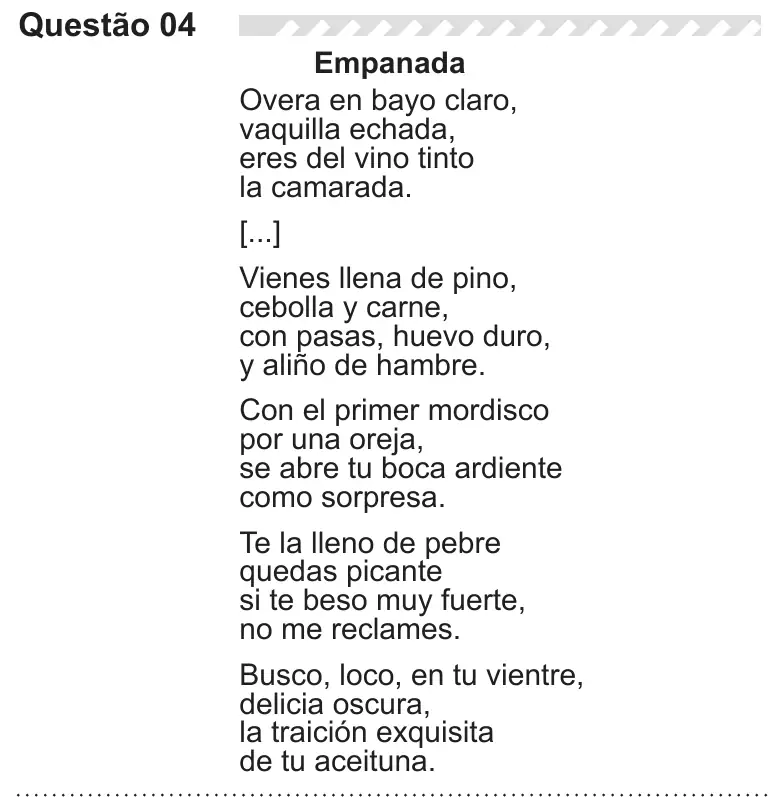 Questão 04
Empanada
Overa en bayo claro,
vaquilla echada,
eres del vino tinto
la camarada.
[...]
Vienes llena de pino,
cebolla y carne,
con pasas, huevo duro,
y aliño de hambre.
Con el primer mordisco
por una oreja,
se abre tu boca ardiente
como sorpresa.
Te la lleno de pebre
quedas picante
si te beso muy fuerte,
no me reclames.
Busco, loco, en tu vientre,
delicia oscura,
la traición exquisita
de tu aceituna.